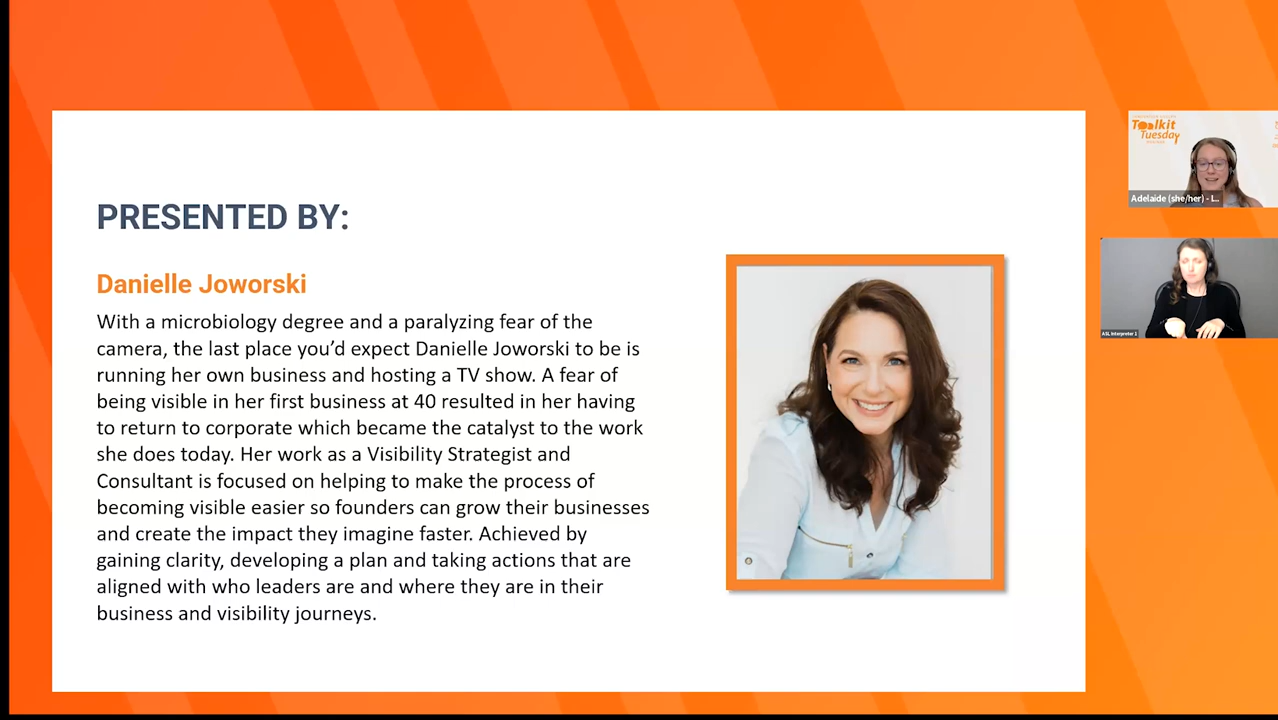 PRESENTED BY:
Danielle Joworski
With a microbiology degree and a paralyzing fear of the
camera, the last place you’d expect Danielle Joworski to be is
running her own business and hosting a TV show. A fear of
being visible in her first business at 40 resulted in her having
to return to corporate which became the catalyst to the work
she does today. Her work as a Visibility Strategist and
Consultant is focused on helping to make the process of
becoming visible easier so founders can grow their businesses
and create the impact they imagine faster. Achieved by
gaining clarity, developing a plan and taking actions that are
aligned with who leaders are and where they are in their
business and visibility journeys.
Toolkit
Tuesday
Adelaide (she/her) - L...
ASL Interpreter 1